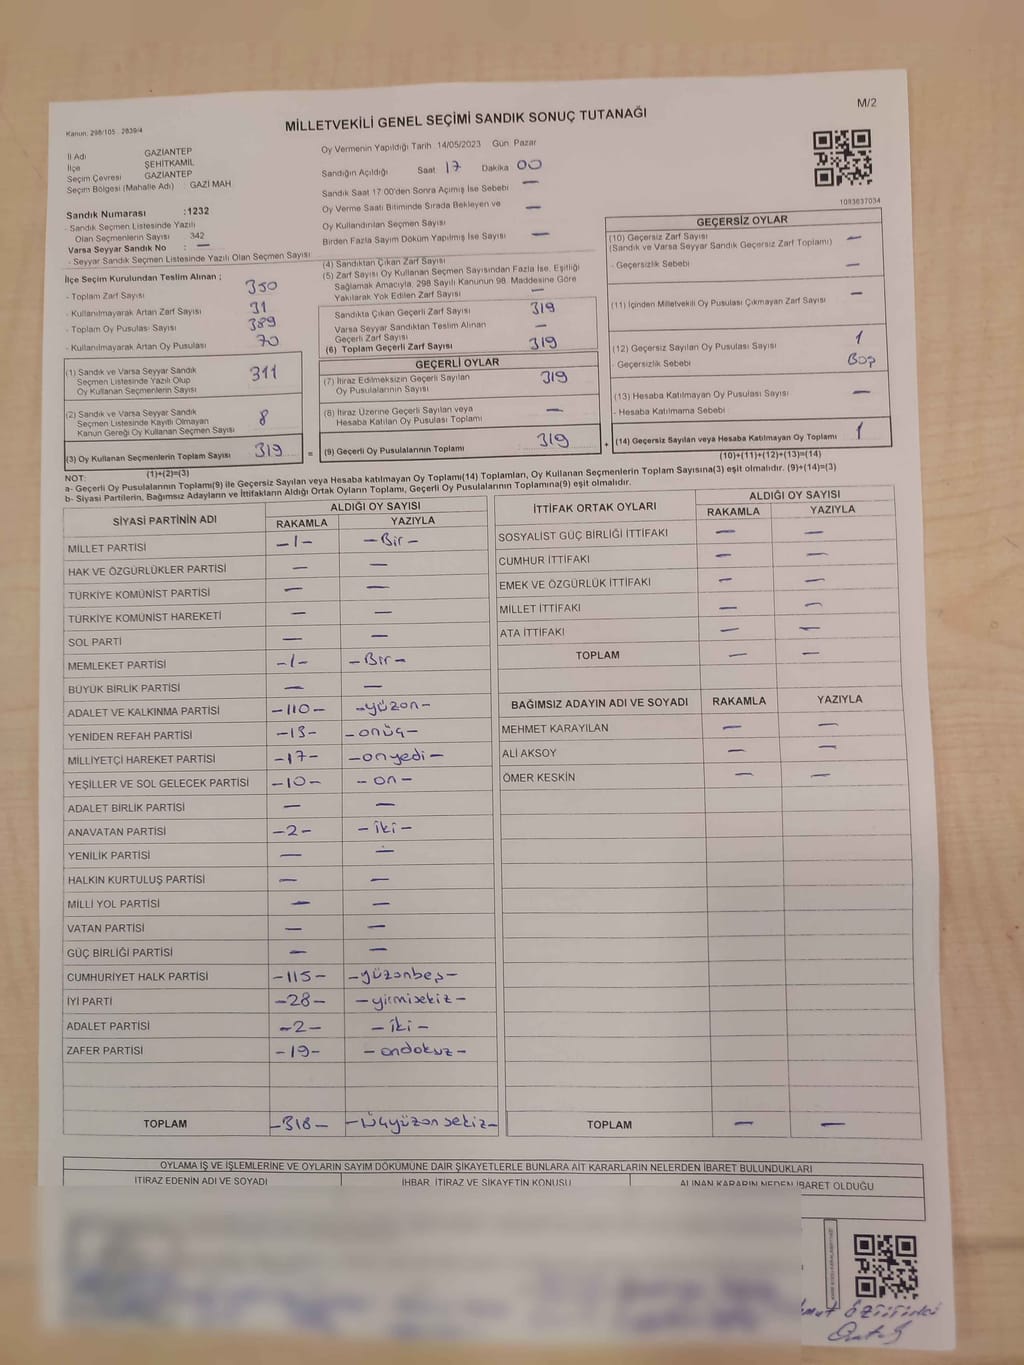 M/2
Kanun: 298/105 2839/4
MİLLETVEKİLİ GENEL SEÇİMİ SANDIK SONUÇ TUTANAĞI
İl Adı GAZİANTEP
İlçe ŞEHİTKAMİL
Seçim Çevresi GAZİANTEP
Seçim Bölgesi (Mahalle Adı) : GAZİ MAH
Sandık Numarası :1232
- Sandık Seçmen Listesinde Yazılı
Olan Seçmenlerin Sayısı 342
Varsa Seyyar Sandık No : —
- Seyyar Sandık Seçmen Listesinde Yazılı Olan Seçmen Sayısı
İlçe Seçim Kurulundan Teslim Alınan ;
- Toplam Zarf Sayısı 350
- Kullanılmayarak Artan Zarf Sayısı 31
- Toplam Oy Pusulası Sayısı 389
- Kullanılmayarak Artan Oy Pusulası 70
(1) Sandık ve Varsa Seyyar Sandık
Seçmen Listesinde Yazılı Olup
Oy Kullanan Seçmenlerin Sayısı 311
(2) Sandık ve Varsa Seyyar Sandık
Seçmen Listesinde Kayıtlı Olmayan
Kanun Gereği Oy Kullanan Seçmen Sayısı 8
(3) Oy Kullanan Seçmenlerin Toplam Sayısı 319
(1)+(2)=(3)
Oy Vermenin Yapıldığı Tarih 14/05/2023 Gün Pazar
Sandığın Açıldığı Saat 17 Dakika 00
Sandık Saat 17:00'den Sonra Açımış İse Sebebi —
Oy Verme Saati Bitiminde Sırada Bekleyen ve
Oy Kullandırılan Seçmen Sayısı —
Birden Fazla Sayım Döküm Yapılmış İse Sayısı —
(4) Sandıktan Çıkan Zarf Sayısı
(5) Zarf Sayısı Oy Kullanan Seçmen Sayısından Fazla İse, Eşitliği
Sağlamak Amacıyla, 298 Sayılı Kanunun 98. Maddesine Göre
Yakılarak Yok Edilen Zarf Sayısı —
Sandıkta Çıkan Geçerli Zarf Sayısı 319
Varsa Seyyar Sandıktan Teslim Alınan
Geçerli Zarf Sayısı —
(6) Toplam Geçerli Zarf Sayısı 319
GEÇERLİ OYLAR
(7) İtiraz Edilmeksizin Geçerli Sayılan
Oy Pusulalarının Sayısı 319
(8) İtiraz Üzerine Geçerli Sayılan veya
Hesaba Katılan Oy Pusulası Toplamı —
= (9) Geçerli Oy Pusulalarının Toplamı 319 +
1083637034
GEÇERSİZ OYLAR
(10) Geçersiz Zarf Sayısı —
(Sandık ve Varsa Seyyar Sandık Geçersiz Zarf Toplamı)
- Geçersizlik Sebebi —
(11) İçinden Milletvekili Oy Pusulası Çıkmayan Zarf Sayısı —
(12) Geçersiz Sayılan Oy Pusulası Sayısı 1
- Geçersizlik Sebebi Boş
(13) Hesaba Katılmayan Oy Pusulası Sayısı —
- Hesaba Katılmama Sebebi
(14) Geçersiz Sayılan veya Hesaba Katılmayan Oy Toplamı 1
(10)+(11)+(12)+(13)=(14)
NOT:
a- Geçerli Oy Pusulalarının Toplamı(9) ile Geçersiz Sayılan veya Hesaba Katılmayan Oy Toplamı(14) Toplamları, Oy Kullanan Seçmenlerin Toplam Sayısına(3) eşit olmalıdır. (9)+(14)=(3)
b- Siyasi Partilerin, Bağımsız Adayların ve İttifakların Aldığı Ortak Oyların Toplamı, Geçerli Oy Pusulalarının Toplamına(9) eşit olmalıdır.
SİYASİ PARTİNİN ADI ALDIĞI OY SAYISI
RAKAMLA YAZIYLA
MİLLET PARTİSİ -1- -Bir-
HAK VE ÖZGÜRLÜKLER PARTİSİ — —
TÜRKİYE KOMÜNİST PARTİSİ — —
TÜRKİYE KOMÜNİST HAREKETİ — —
SOL PARTİ — —
MEMLEKET PARTİSİ -1- -Bir-
BÜYÜK BİRLİK PARTİSİ — —
ADALET VE KALKINMA PARTİSİ -110- -yüzon-
YENİDEN REFAH PARTİSİ -13- -onüç-
MİLLİYETÇİ HAREKET PARTİSİ -17- -onyedi-
YEŞİLLER VE SOL GELECEK PARTİSİ -10- -on-
ADALET BİRLİK PARTİSİ — —
ANAVATAN PARTİSİ -2- -iki-
YENİLİK PARTİSİ — —
HALKIN KURTULUŞ PARTİSİ — —
MİLLİ YOL PARTİSİ — —
VATAN PARTİSİ — —
GÜÇ BİRLİĞİ PARTİSİ — —
CUMHURİYET HALK PARTİSİ -115- -yüzonbeş-
İYİ PARTİ -28- -yirmisekiz-
ADALET PARTİSİ -2- -iki-
ZAFER PARTİSİ -19- -ondokuz-
TOPLAM -318- -üçyüzonsekiz-
İTTİFAK ORTAK OYLARI ALDIĞI OY SAYISI
RAKAMLA YAZIYLA
SOSYALİST GÜÇ BİRLİĞİ İTTİFAKI — —
CUMHUR İTTİFAKI — —
EMEK VE ÖZGÜRLÜK İTTİFAKI — —
MİLLET İTTİFAKI — —
ATA İTTİFAKI — —
TOPLAM — —
BAĞIMSIZ ADAYIN ADI VE SOYADI RAKAMLA YAZIYLA
MEHMET KARAYILAN — —
ALİ AKSOY — —
ÖMER KESKİN — —
TOPLAM — —
OYLAMA İŞ VE İŞLEMLERİNE VE OYLARIN SAYIM DÖKÜMÜNE DAİR ŞİKAYETLERLE BUNLARA AİT KARARLARIN NELERDEN İBARET BULUNDUKLARI
İTİRAZ EDENİN ADI VE SOYADI İHBAR, İTİRAZ VE ŞİKAYETİN KONUSU ALINAN KARARIN NEDEN İBARET OLDUĞU